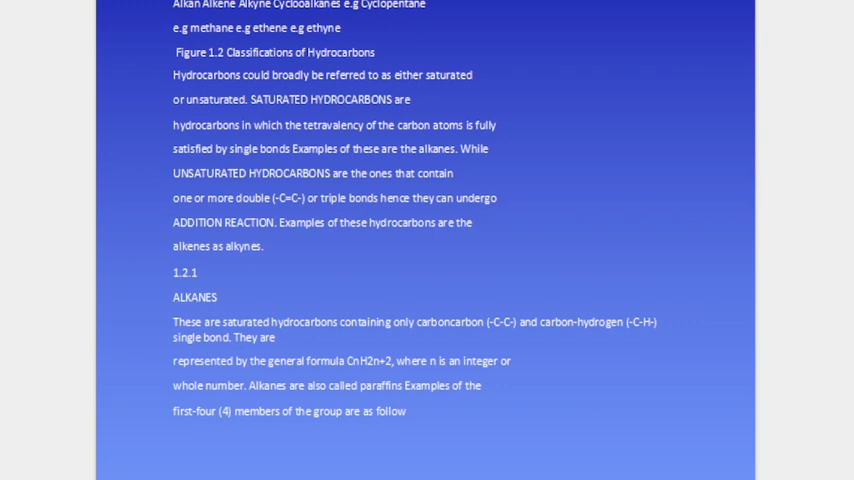 Alkan Alkene Alkyne Cyclooalkanes e.g Cyclopentane
e.g methane e.g ethene e.g ethyne
Figure 1.2 Classifications of Hydrocarbons
Hydrocarbons could broadly be referred to as either saturated
or unsaturated. SATURATED HYDROCARBONS are
hydrocarbons in which the tetravalency of the carbon atoms is fully
satisfied by single bonds Examples of these are the alkanes. While
UNSATURATED HYDROCARBONS are the ones that contain
one or more double (-C=C-) or triple bonds hence they can undergo
ADDITION REACTION. Examples of these hydrocarbons are the
alkenes as alkynes.
1.2.1
ALKANES
These are saturated hydrocarbons containing only carboncarbon (-C-C-) and carbon-hydrogen (-C-H-)
single bond. They are
represented by the general formula CnH2n+2, where n is an integer or
whole number. Alkanes are also called paraffins Examples of the
first-four (4) members of the group are as follow